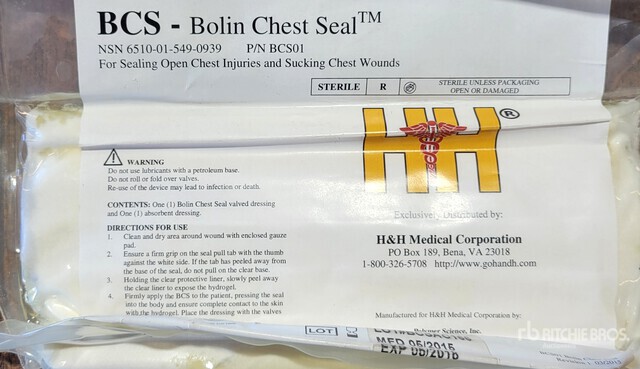 BCS - Bolin Chest Seal™
NSN 6510-01-549-0939 P/N BCS01
For Sealing Open Chest Injuries and Sucking Chest Wounds
STERILE R STERILE UNLESS PACKAGING
OPEN OR DAMAGED
HH®
WARNING
Do not use lubricants with a petroleum base.
Do not roll or fold over valves.
Re-use of the device may lead to infection or death.
CONTENTS: One (1) Bolin Chest Seal valved dressing
and One (1) absorbent dressing.
DIRECTIONS FOR USE
1. Clean and dry area around wound with enclosed gauze
pad.
2. Ensure a firm grip on the seal pull tab with the thumb
against the white side. If the tab has peeled away from
the base of the seal, do not pull on the clear base.
3. Holding the clear protective liner, slowly peel away
the clear liner to expose the hydrogel.
4. Firmly apply the BCS to the patient, pressing the seal
into the body and ensure complete contact to the skin
with the hydrogel. Place the dressing with the valves
Exclusively Distributed by:
H&H Medical Corporation
PO Box 189, Bena, VA 23018
1-800-326-5708 http://www.gohandh.com
Manufactured for H&H Medical Corporation by:
Science, Inc.
LOT
EXP 05/2016
rb RITCHIE BROS.